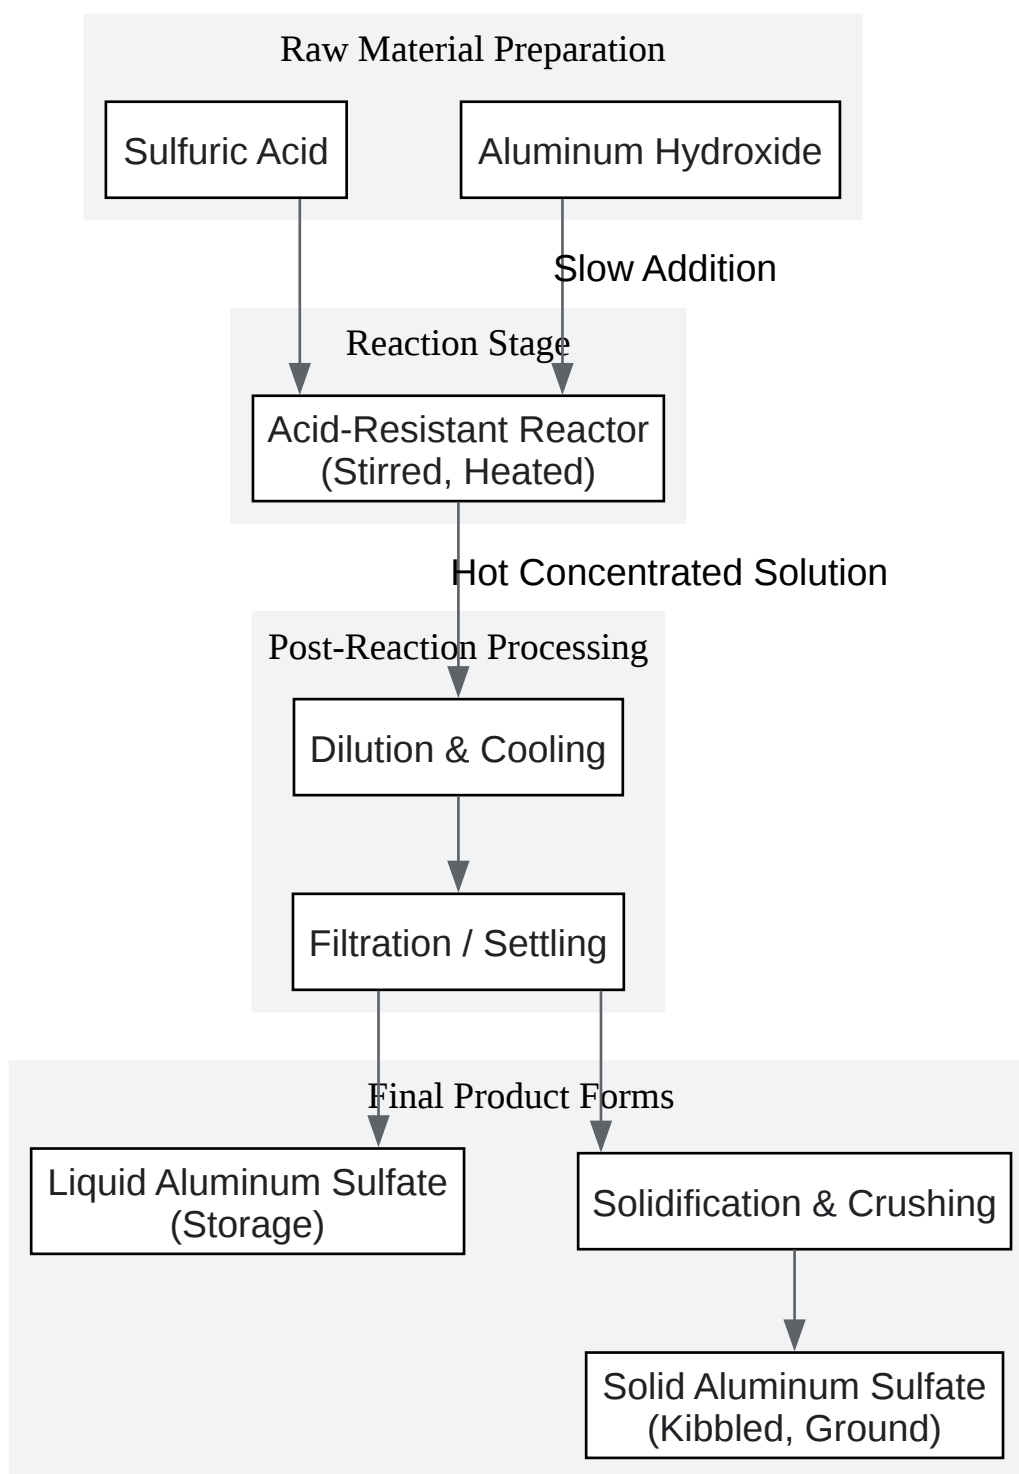 Raw Material Preparation
Sulfuric Acid
Aluminum Hydroxide
Slow Addition
Reaction Stage
Acid-Resistant Reactor
(Stirred, Heated)
Hot Concentrated Solution
Post-Reaction Processing
Dilution & Cooling
Filtration / Settling
Final Product Forms
Liquid Aluminum Sulfate
(Storage)
Solidification & Crushing
Solid Aluminum Sulfate
(Kibbled, Ground)